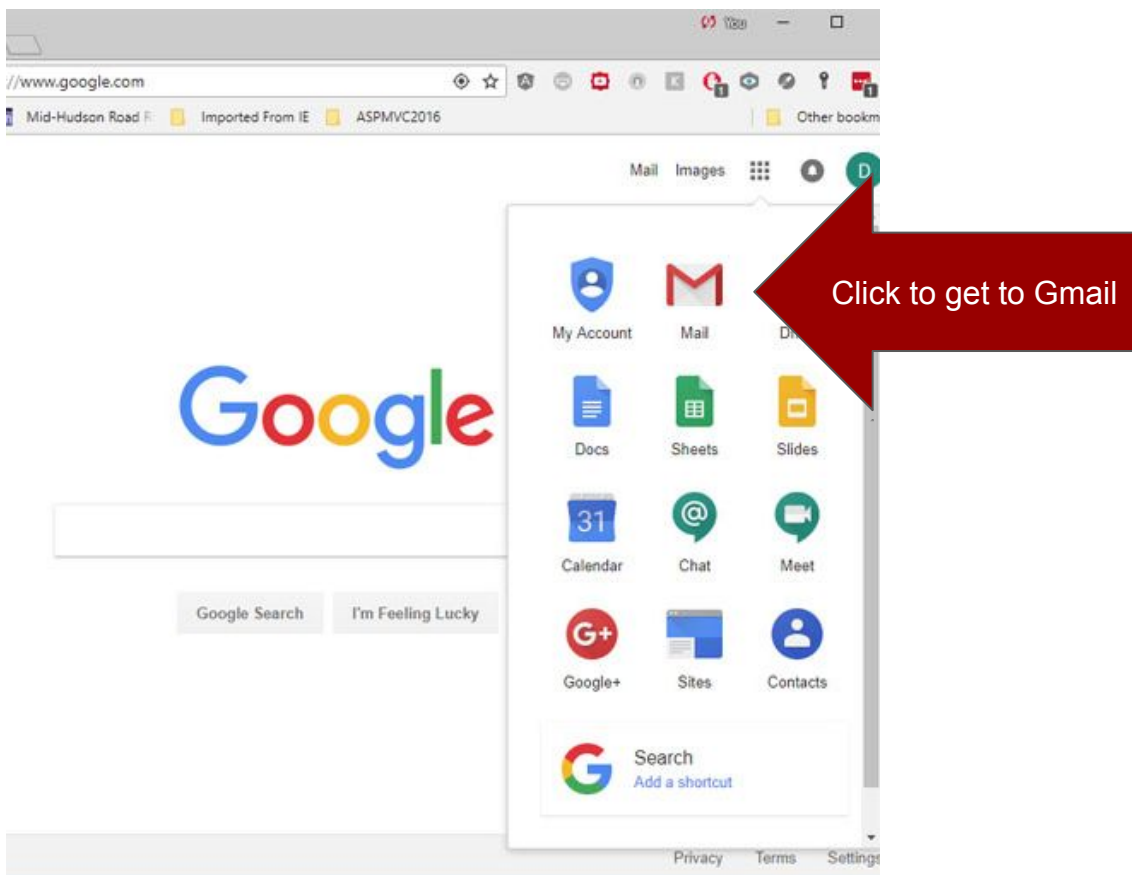 You
//www.google.com
Mid-Hudson Road R
Imported From IE
ASPMVC2016
Other bookm
Mail Images
D
Click to get to Gmail
My Account Mail
Google
Docs Sheets Slides
31
Calendar Chat Meet
Google Search I'm Feeling Lucky
G+
Google+ Sites Contacts
G
Search
Add a shortcut
Privacy Terms Settings